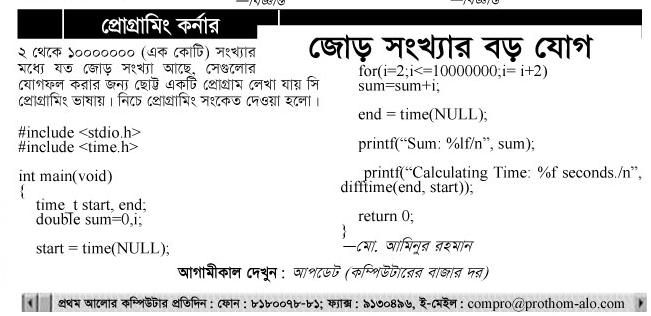 —বিজ্ঞপ্তি
—বিজ্ঞপ্তি
প্রোগ্রামিং কর্নার
জোড় সংখ্যার বড় যোগ
২ থেকে ১০০০০০০০ (এক কোটি) সংখ্যার
মধ্যে যত জোড় সংখ্যা আছে, সেগুলোর
যোগফল করার জন্য ছোট্ট একটি প্রোগ্রাম লেখা যায় সি
প্রোগ্রামিং ভাষায়। নিচে প্রোগ্রামিং সংকেত দেওয়া হলো।
#include <stdio.h>
#include <time.h>
int main(void)
{
time_t start, end;
double sum=0,i;
start = time(NULL);
for(i=2;i<=10000000;i= i+2)
sum=sum+i;
end = time(NULL);
printf(“Sum: %lf/n”, sum);
printf(“Calculating Time: %f seconds./n”,
difftime(end, start));
return 0;
}
—মো. আমিনুর রহমান
আগামীকাল দেখুন : আপডেট (কম্পিউটারের বাজার দর)
প্রথম আলোর কম্পিউটার প্রতিদিন : ফোন : ৮১৮০০৭৮-৮১; ফ্যাক্স : ৯১৩০৪৯৬, ই-মেইল : compro@prothom-alo.com